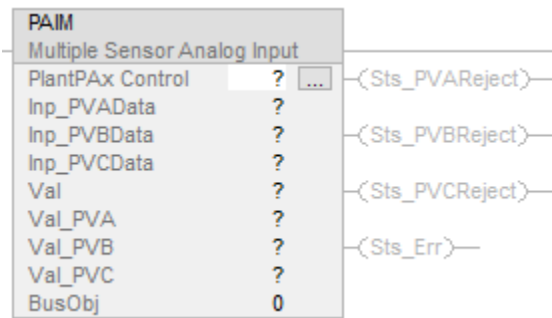 PAIM
Multiple Sensor Analog Input
PlantPAx Control ? ... (Sts_PVAReject)
Inp_PVAData ?
Inp_PVBData ? (Sts_PVBReject)
Inp_PVCData ?
Val ? (Sts_PVCReject)
Val_PVA ?
Val_PVB ? (Sts_Err)
Val_PVC ?
BusObj 0